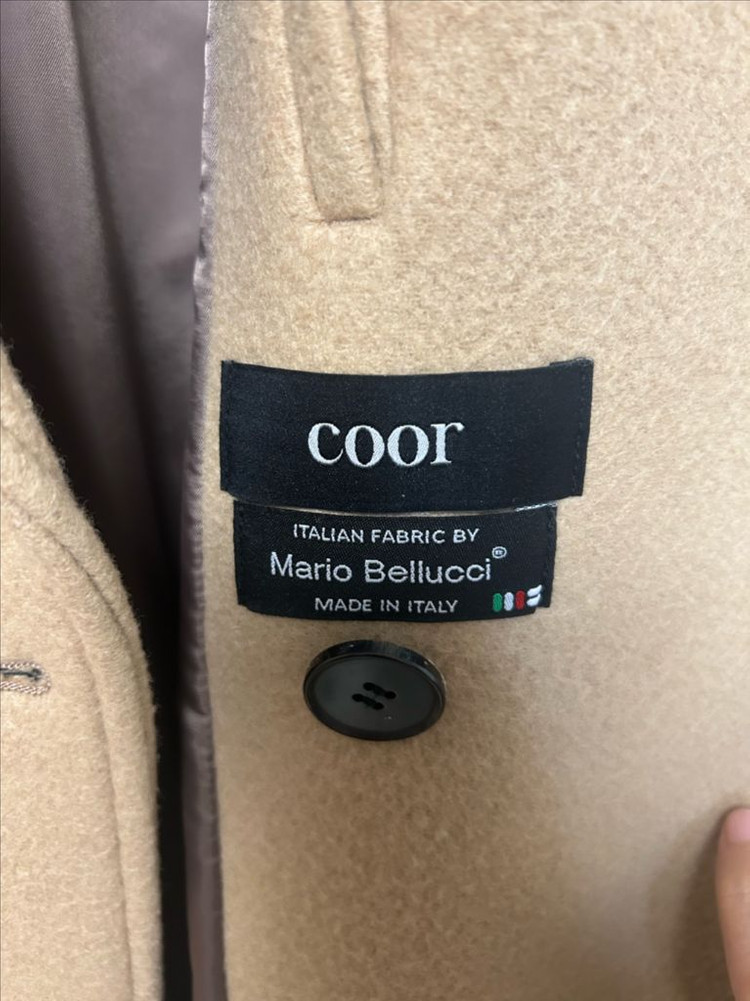 coor
ITALIAN FABRIC BY
Mario Bellucci®
MADE IN ITALY